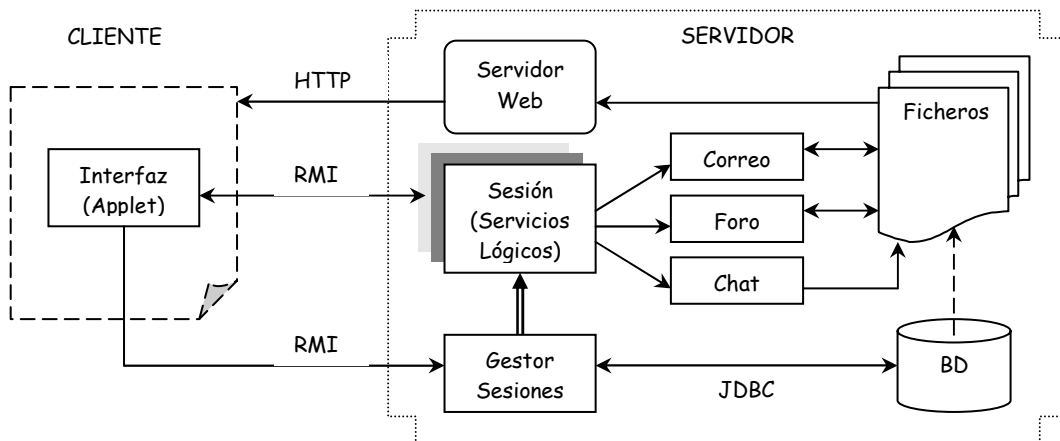 CLIENTE
SERVIDOR
HTTP
Servidor
Web
Ficheros
Interfaz
(Applet)
RMI
Sesión
(Servicios
Lógicos)
Correo
Foro
Chat
RMI
Gestor
Sesiones
JDBC
BD